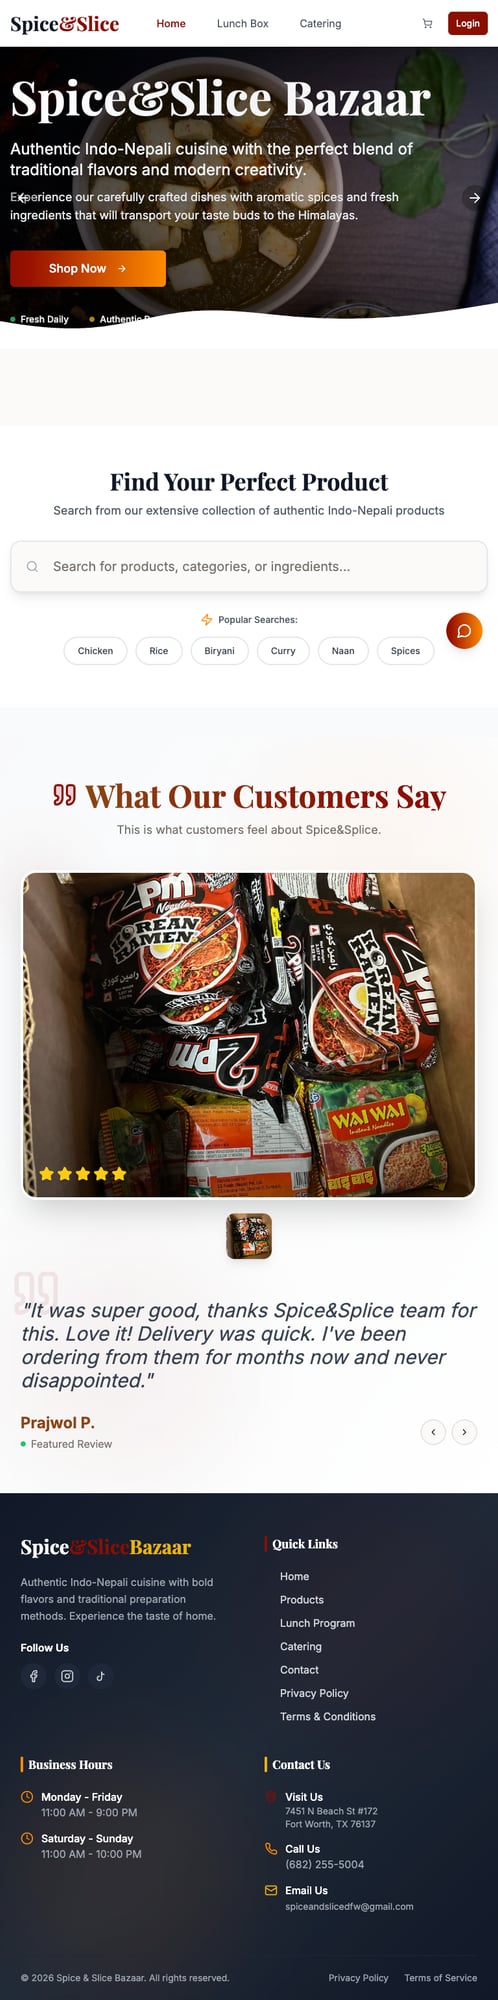 Spice&Slice
Home
Lunch Box
Catering
Login
Spice&Slice Bazaar
Authentic Indo-Nepali cuisine with the perfect blend of
traditional flavors and modern creativity.
Experience our carefully crafted dishes with aromatic spices and fresh
ingredients that will transport your taste buds to the Himalayas.
Shop Now
Fresh Daily
Authentic
Find Your Perfect Product
Search from our extensive collection of authentic Indo-Nepali products
Search for products, categories, or ingredients...
Popular Searches:
Chicken
Rice
Biryani
Curry
Naan
Spices
What Our Customers Say
This is what customers feel about Spice&Splice.
2pm
Noodles
KOREAN
RAMEN
2pm
KOREAN
RAMEN
2pm
2pm
WAI WAI
Instant Noodles
"It was super good, thanks Spice&Splice team for
this. Love it! Delivery was quick. I've been
ordering from them for months now and never
disappointed."
Prajwol P.
Featured Review
Spice&SliceBazaar
Authentic Indo-Nepali cuisine with bold
flavors and traditional preparation
methods. Experience the taste of home.
Follow Us
Quick Links
Home
Products
Lunch Program
Catering
Contact
Privacy Policy
Terms & Conditions
Business Hours
Monday - Friday
11:00 AM - 9:00 PM
Saturday - Sunday
11:00 AM - 10:00 PM
Contact Us
Visit Us
7451 N Beach St #172
Fort Worth, TX 76137
Call Us
(682) 255-5004
Email Us
spiceandslicedfw@gmail.com
© 2026 Spice & Slice Bazaar. All rights reserved.
Privacy Policy
Terms of Service